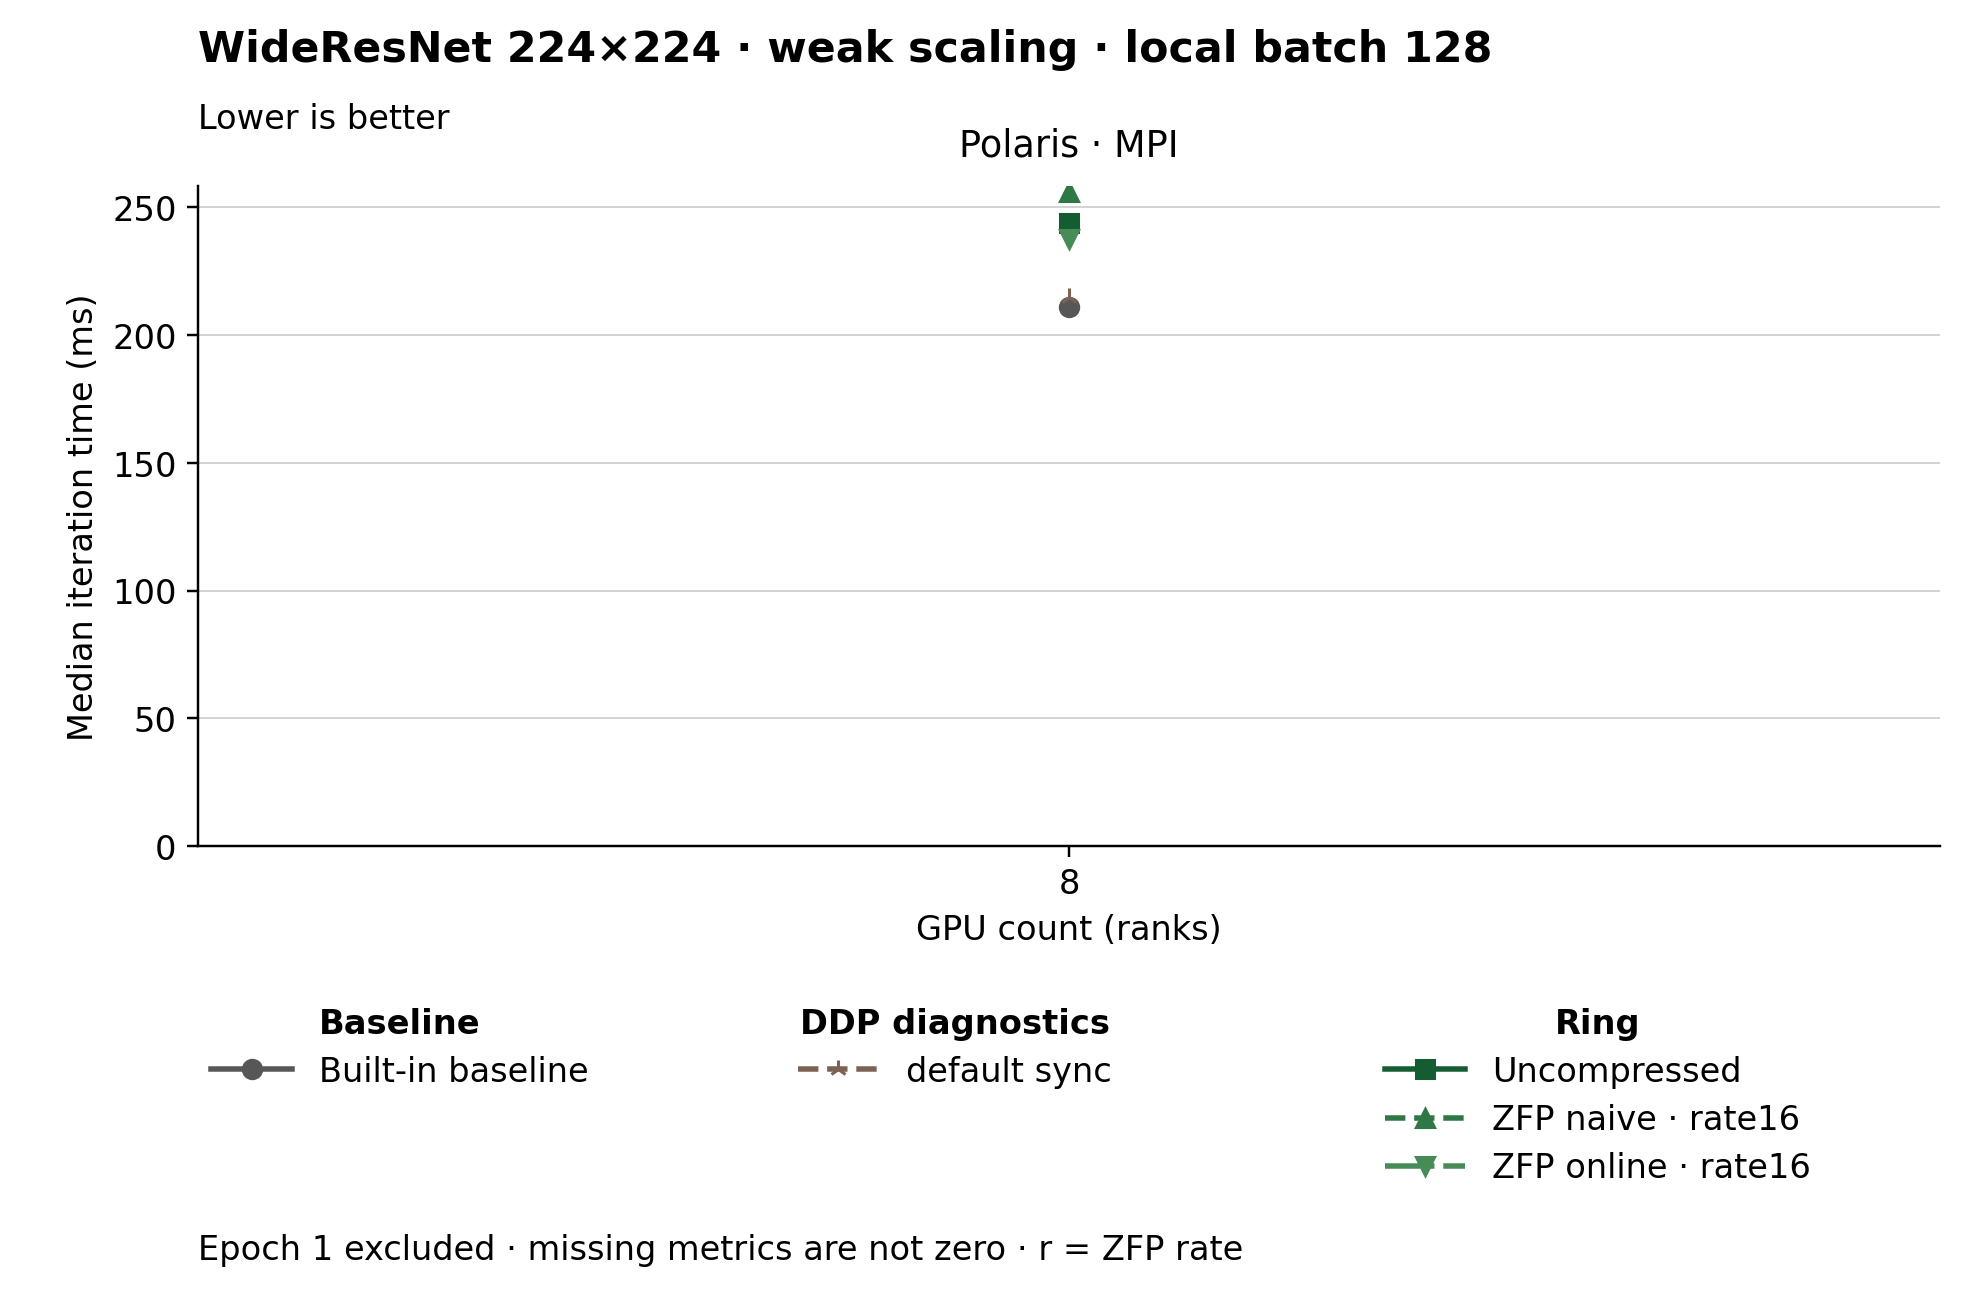 WideResNet 224×224 · weak scaling · local batch 128
Lower is better
Polaris · MPI
250
200
150
100
50
0
Median iteration time (ms)
8
GPU count (ranks)
Baseline
Built-in baseline
DDP diagnostics
default sync
Ring
Uncompressed
ZFP naive · rate16
ZFP online · rate16
Epoch 1 excluded · missing metrics are not zero · r = ZFP rate